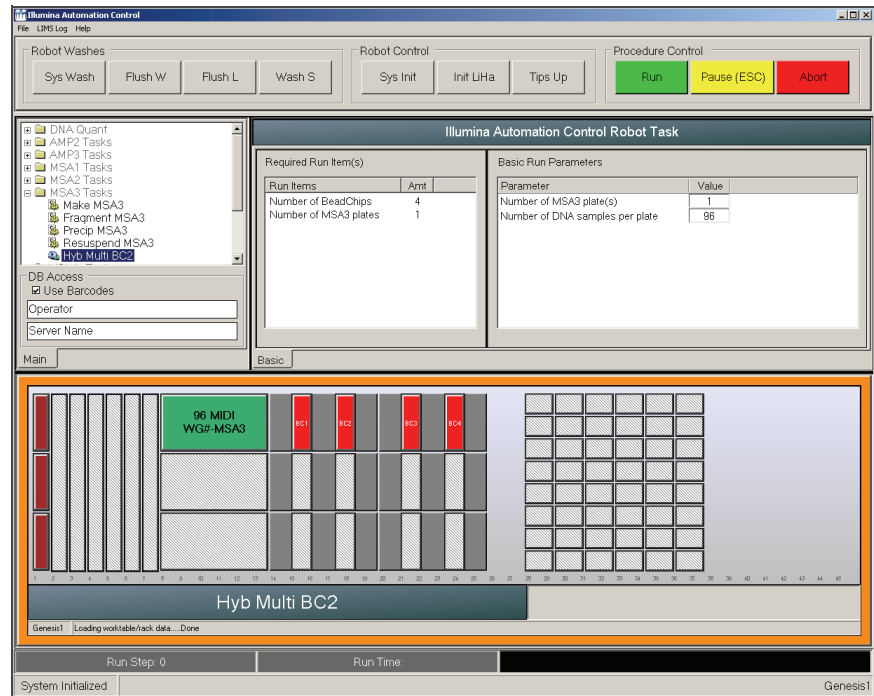 Illumina Automation Control
File LIMS Log Help
Robot Washes
Sys Wash Flush W Flush L Wash S
Robot Control
Sys Init Init LiHa Tips Up
Procedure Control
Run Pause (ESC) Abort
DNA Quant
AMP2 Tasks
AMP3 Tasks
MSA1 Tasks
MSA2 Tasks
MSA3 Tasks
Make MSA3
Fragment MSA3
Precip MSA3
Resuspend MSA3
Hyb Multi BC2
DB Access
Use Barcodes
Operator
Server Name
Main
Illumina Automation Control Robot Task
Required Run Item(s)
Run Items Amt
Number of BeadChips 4
Number of MSA3 plates 1
Basic Run Parameters
Parameter Value
Number of MSA3 plate(s) 1
Number of DNA samples per plate 96
Basic
96 MIDI
WG#-MSA3
BC1 BC2 BC3 BC4
1 2 3 4 5 6 7 8 9 10 11 12 13 14 15 16 17 18 19 20 21 22 23 24 25 26 27 28 29 30 31 32 33 34 35 36 37 38 39 40 41 42 43 44 45
Hyb Multi BC2
Genesis1 Loading worktable/rack data.....Done
Run Step: 0 Run Time:
System Initialized Genesis1